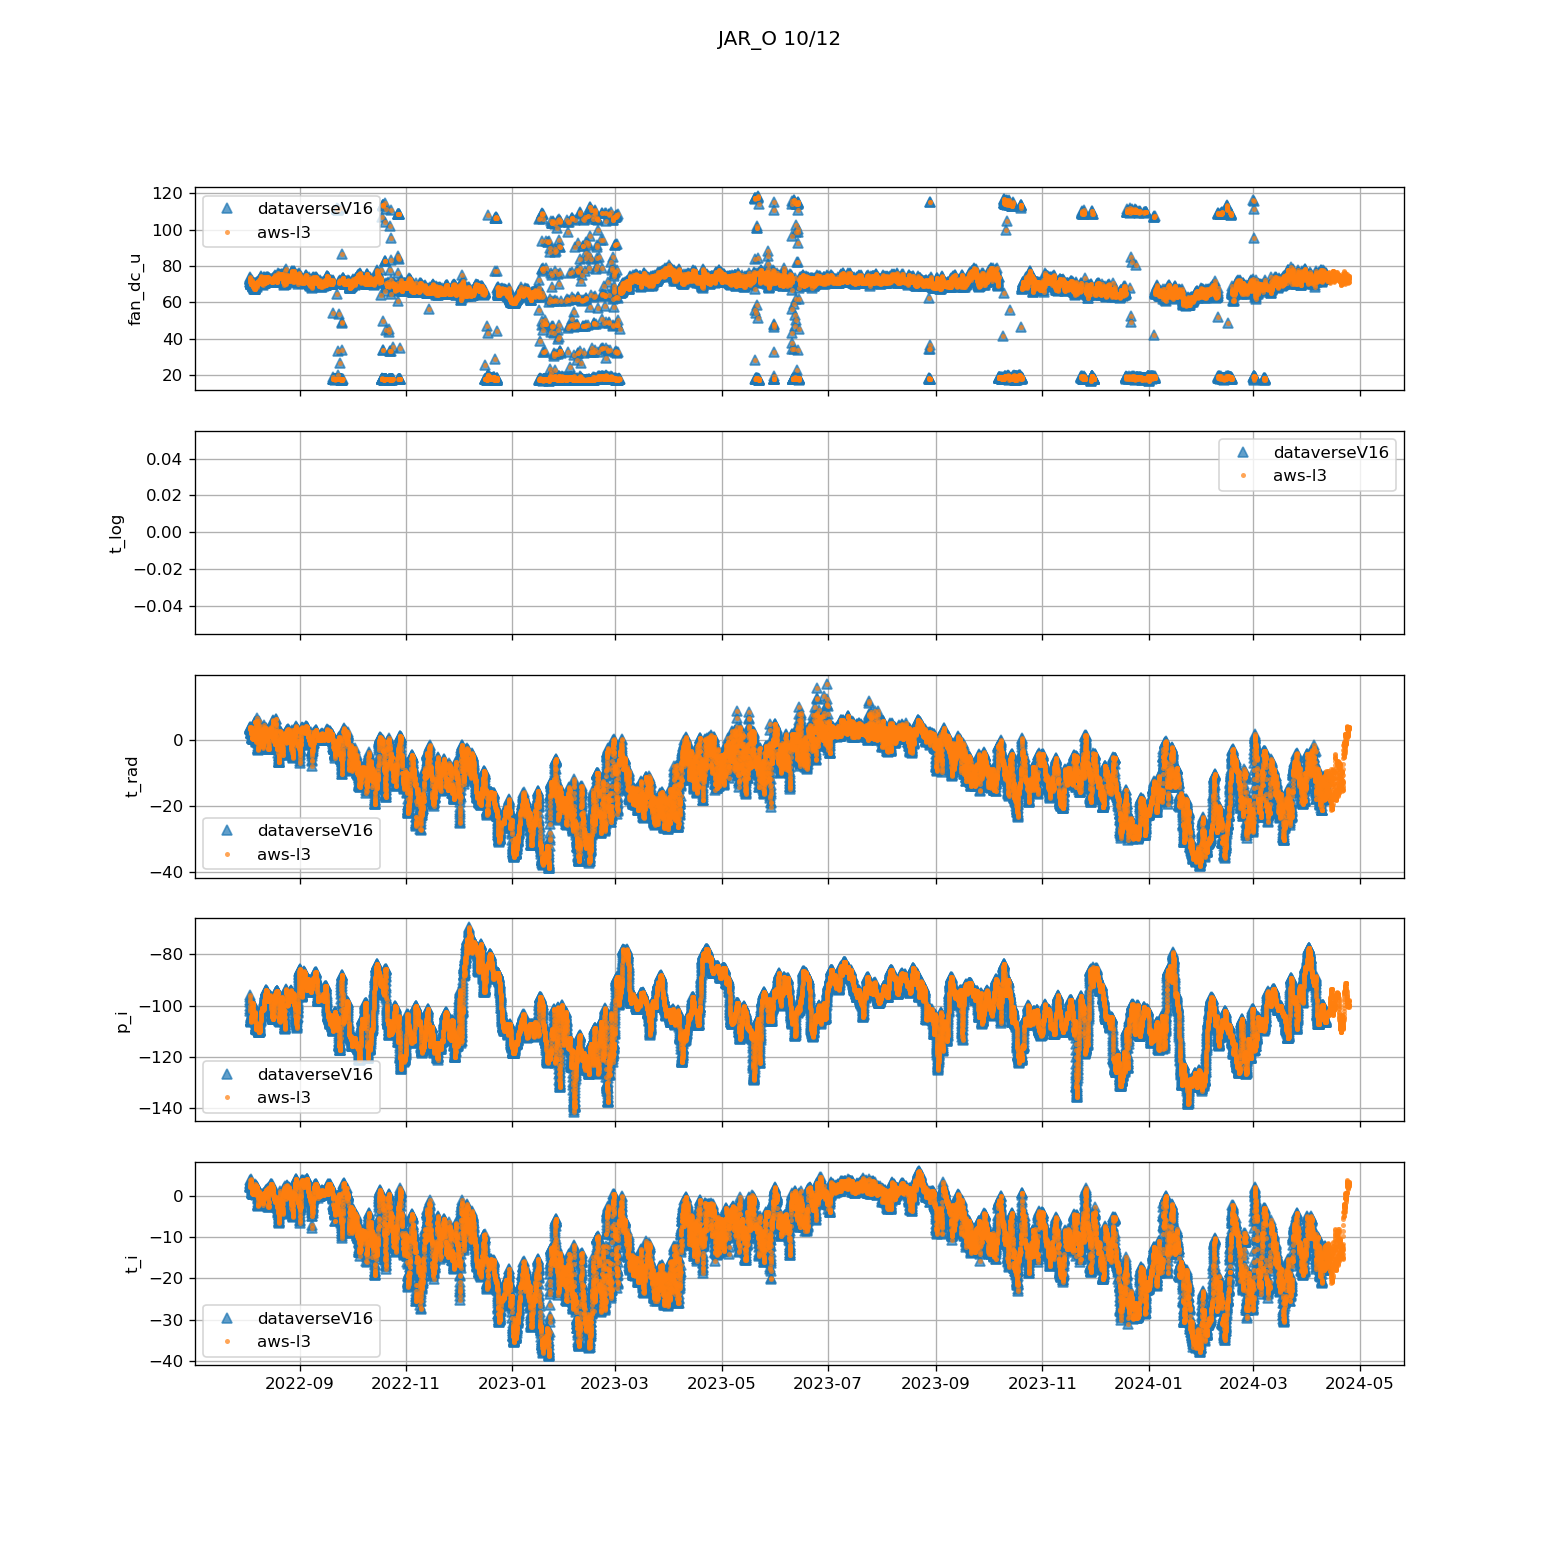 JAR_O 10/12
120
100
80
60
40
20
fan_dc_u
dataverseV16
aws-l3
0.04
0.02
0.00
−0.02
−0.04
t_log
dataverseV16
aws-l3
0
−20
−40
t_rad
dataverseV16
aws-l3
−80
−100
−120
−140
p_i
dataverseV16
aws-l3
0
−10
−20
−30
−40
t_i
dataverseV16
aws-l3
2022-09 2022-11 2023-01 2023-03 2023-05 2023-07 2023-09 2023-11 2024-01 2024-03 2024-05